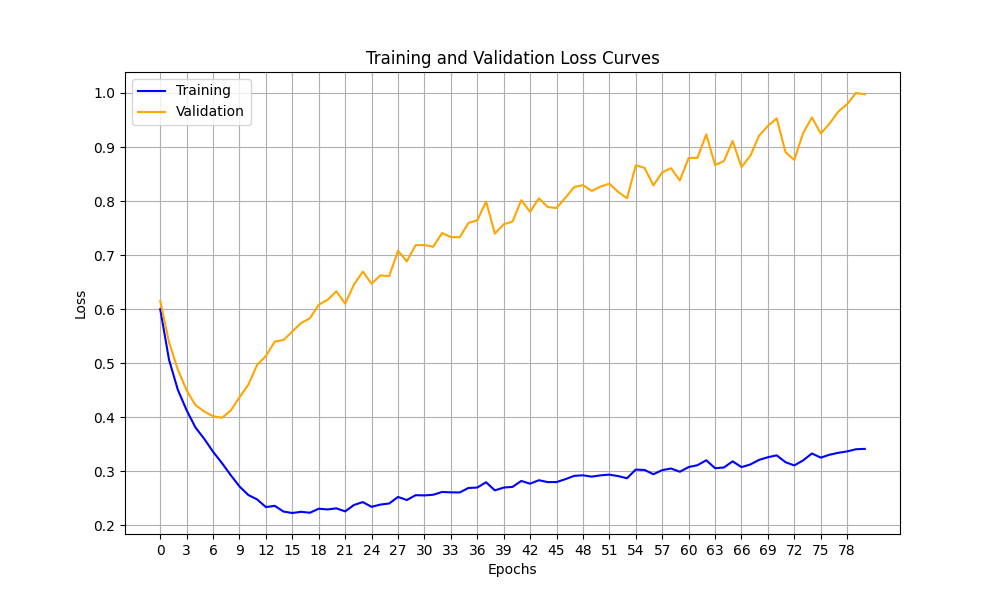 Training and Validation Loss Curves
Training
Validation
1.0
0.9
0.8
0.7
0.6
0.5
0.4
0.3
0.2
Loss
0 3 6 9 12 15 18 21 24 27 30 33 36 39 42 45 48 51 54 57 60 63 66 69 72 75 78
Epochs